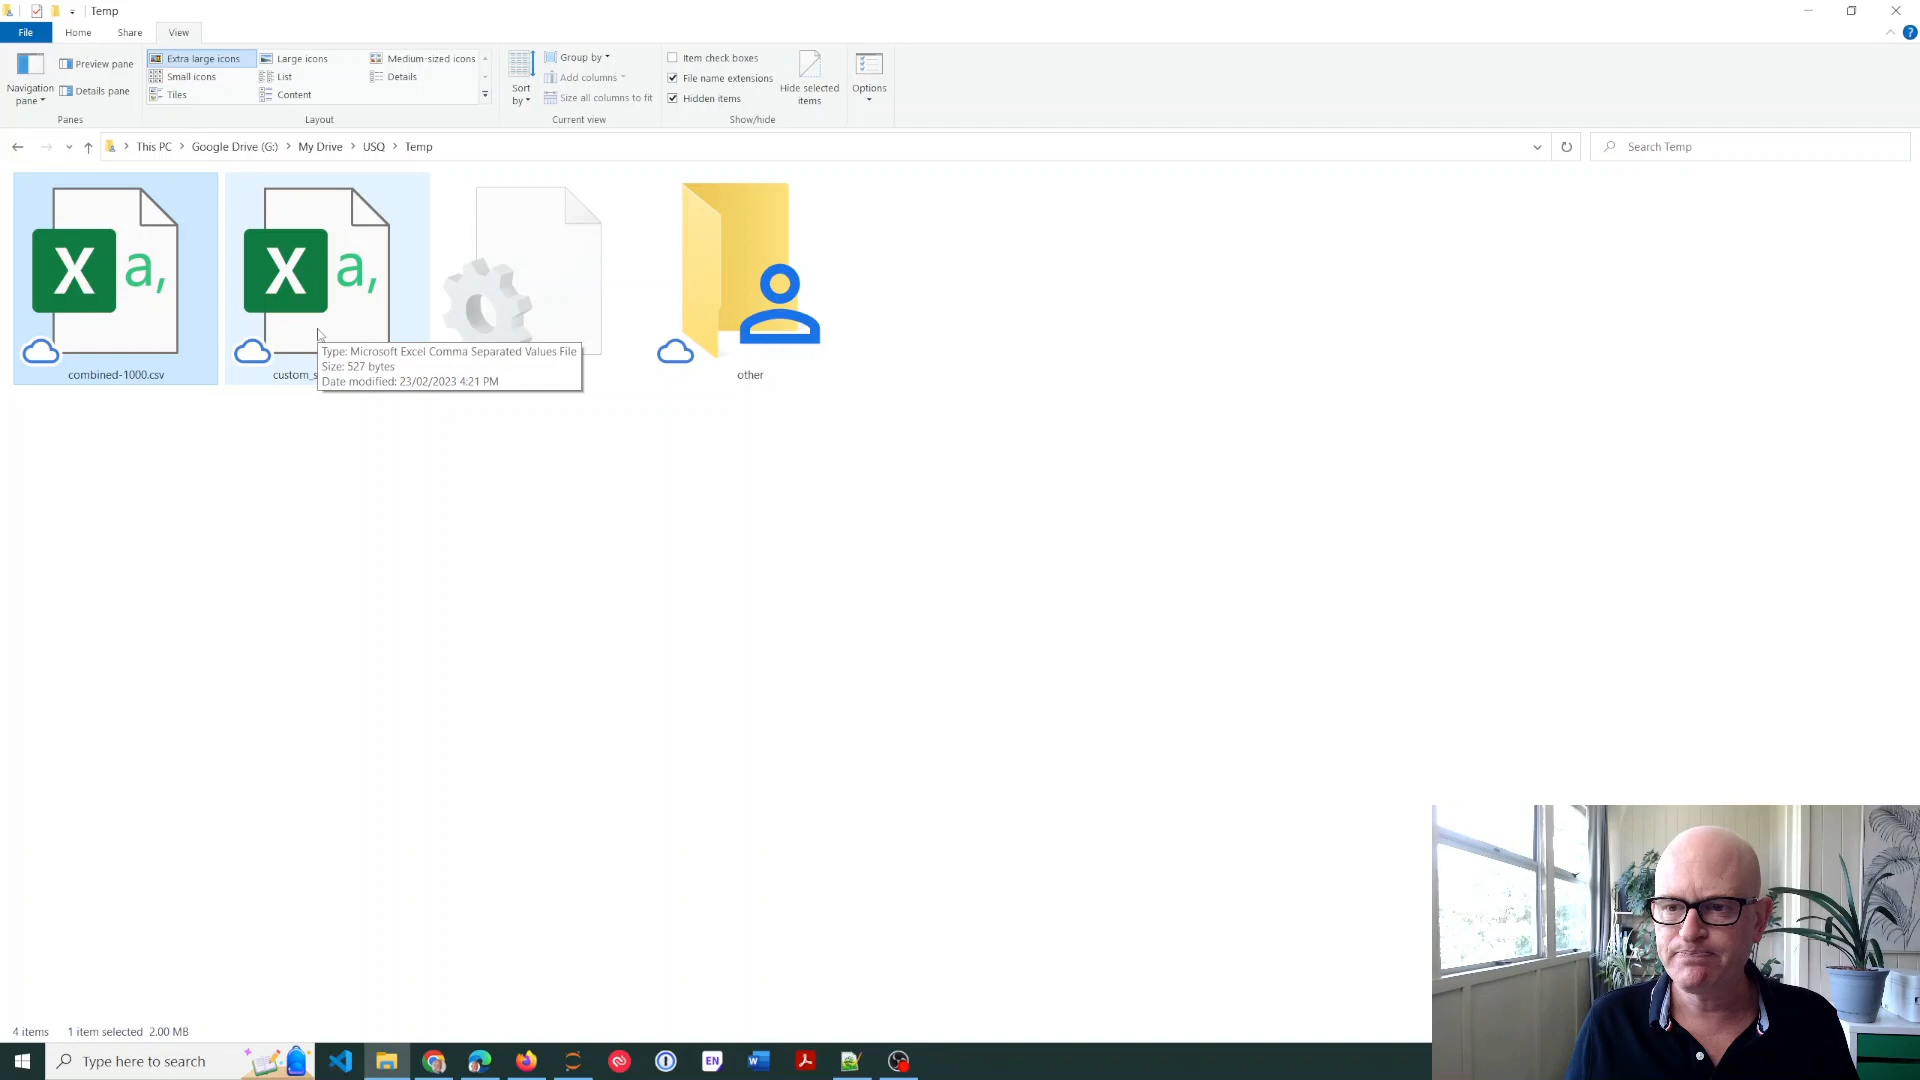 Temp
File
Home
Share
View
Navigation pane
Preview pane
Details pane
Panes
Extra large icons
Large icons
Medium-sized icons
Small icons
List
Details
Tiles
Content
Layout
Sort by
Group by
Add columns
Size all columns to fit
Current view
Item check boxes
File name extensions
Hidden items
Hide selected items
Show/hide
Options
This PC > Google Drive (G:) > My Drive > USQ > Temp
Search Temp
X a,
X a,
combined-1000.csv
other
Type: Microsoft Excel Comma Separated Values File
Size: 527 bytes
Date modified: 23/02/2023 4:21 PM
4 items 1 item selected 2.00 MB
Type here to search
EN